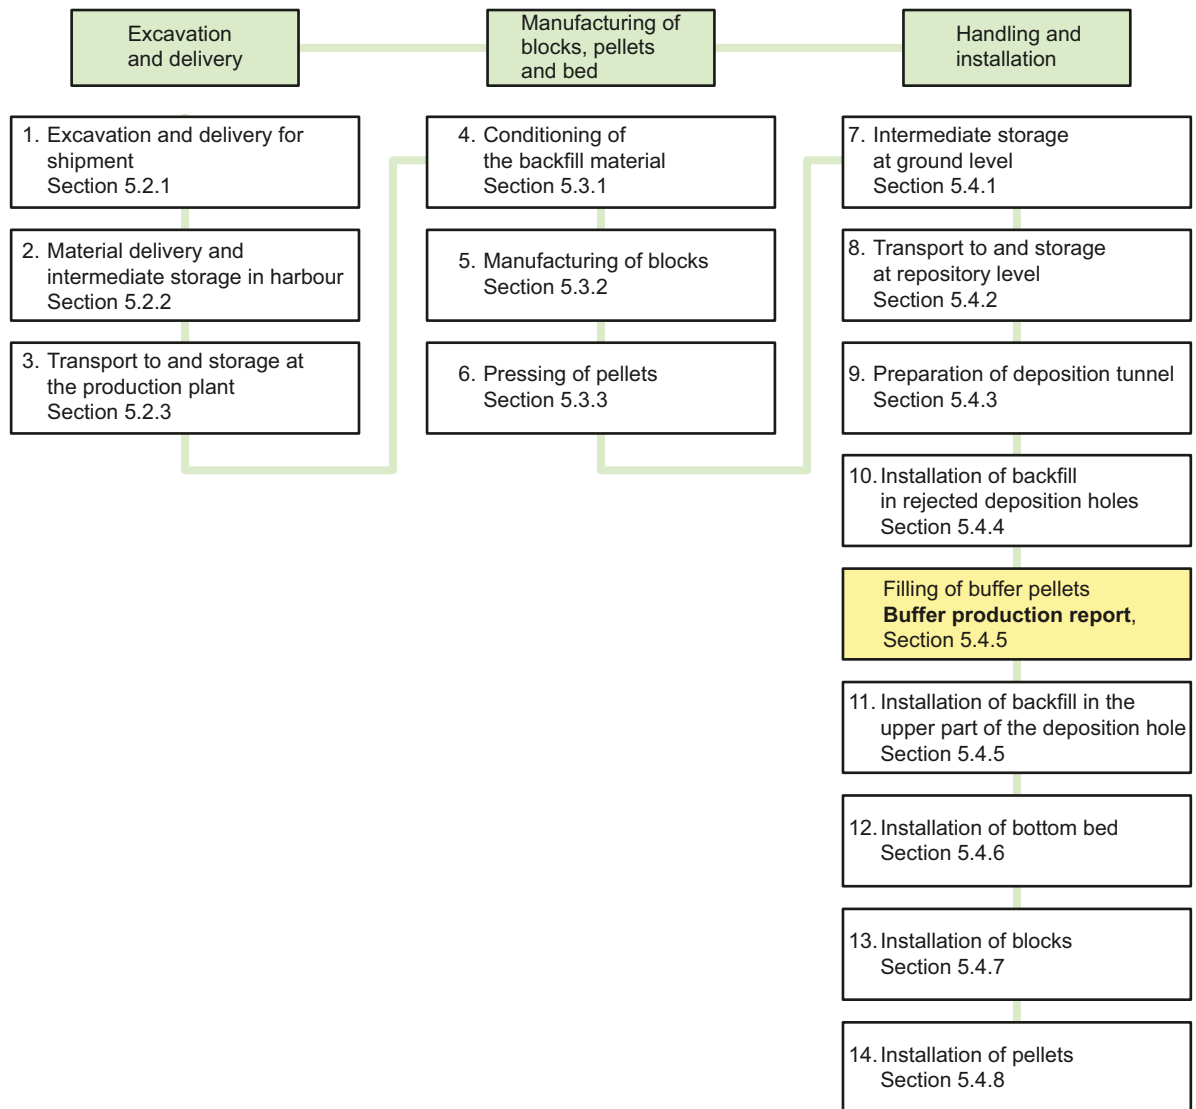 Excavation
and delivery
Manufacturing of
blocks, pellets
and bed
Handling and
installation
1. Excavation and delivery for
shipment
Section 5.2.1
2. Material delivery and
intermediate storage in harbour
Section 5.2.2
3. Transport to and storage at
the production plant
Section 5.2.3
4. Conditioning of
the backfill material
Section 5.3.1
5. Manufacturing of blocks
Section 5.3.2
6. Pressing of pellets
Section 5.3.3
7. Intermediate storage
at ground level
Section 5.4.1
8. Transport to and storage
at repository level
Section 5.4.2
9. Preparation of deposition tunnel
Section 5.4.3
10. Installation of backfill
in rejected deposition holes
Section 5.4.4
Filling of buffer pellets
Buffer production report,
Section 5.4.5
11. Installation of backfill in the
upper part of the deposition hole
Section 5.4.5
12. Installation of bottom bed
Section 5.4.6
13. Installation of blocks
Section 5.4.7
14. Installation of pellets
Section 5.4.8